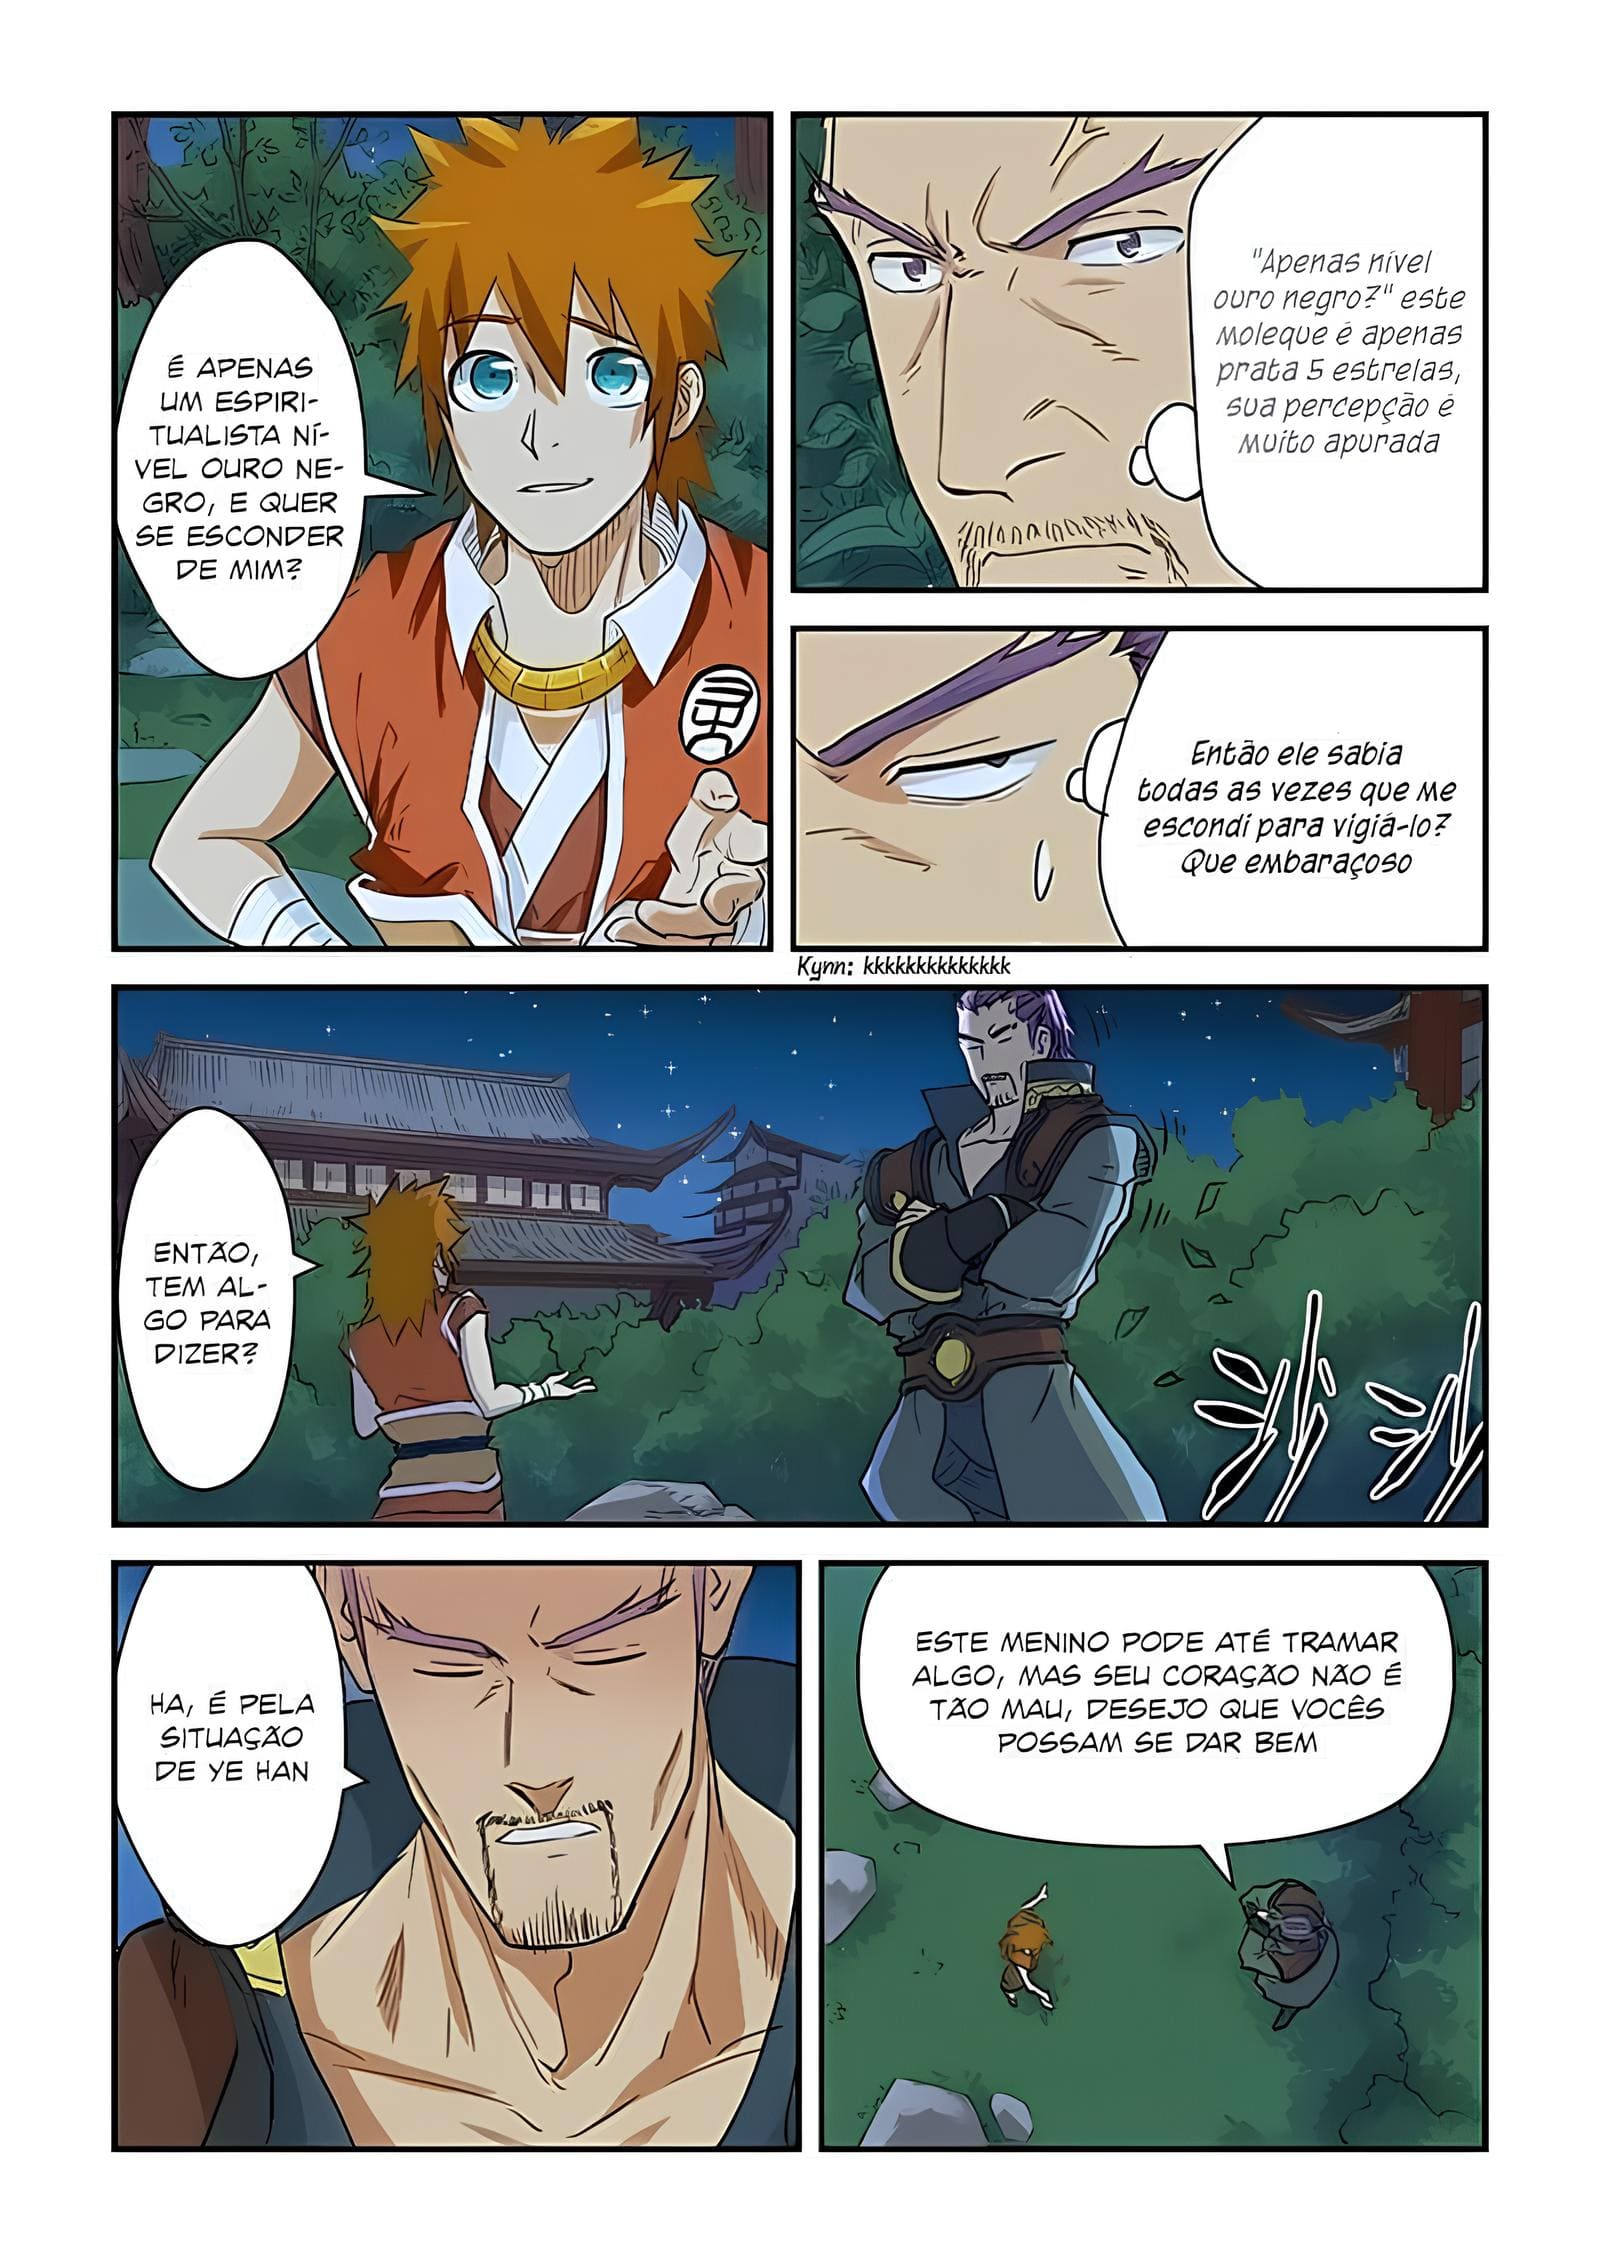 É APENAS
UM ESPIRI-
TUALISTA NÍ-
VEL OURO NE-
GRO, E QUER
SE ESCONDER
DE MIM?
"Apenas nível
ouro negro?" este
moleque é apenas
prata 5 estrelas,
sua percepção é
muito apurada
Então ele sabia
todas as vezes que me
escondi para vigiá-lo?
Que embaraçoso
Kynn: kkkkkkkkkkkkkk
ENTÃO,
TEM AL-
GO PARA
DIZER?
沙 沙
HA, É PELA
SITUAÇÃO
DE YE HAN
ESTE MENINO PODE ATÉ TRAMAR
ALGO, MAS SEU CORAÇÃO NÃO É
TÃO MAU, DESEJO QUE VOCÊS
POSSAM SE DAR BEM